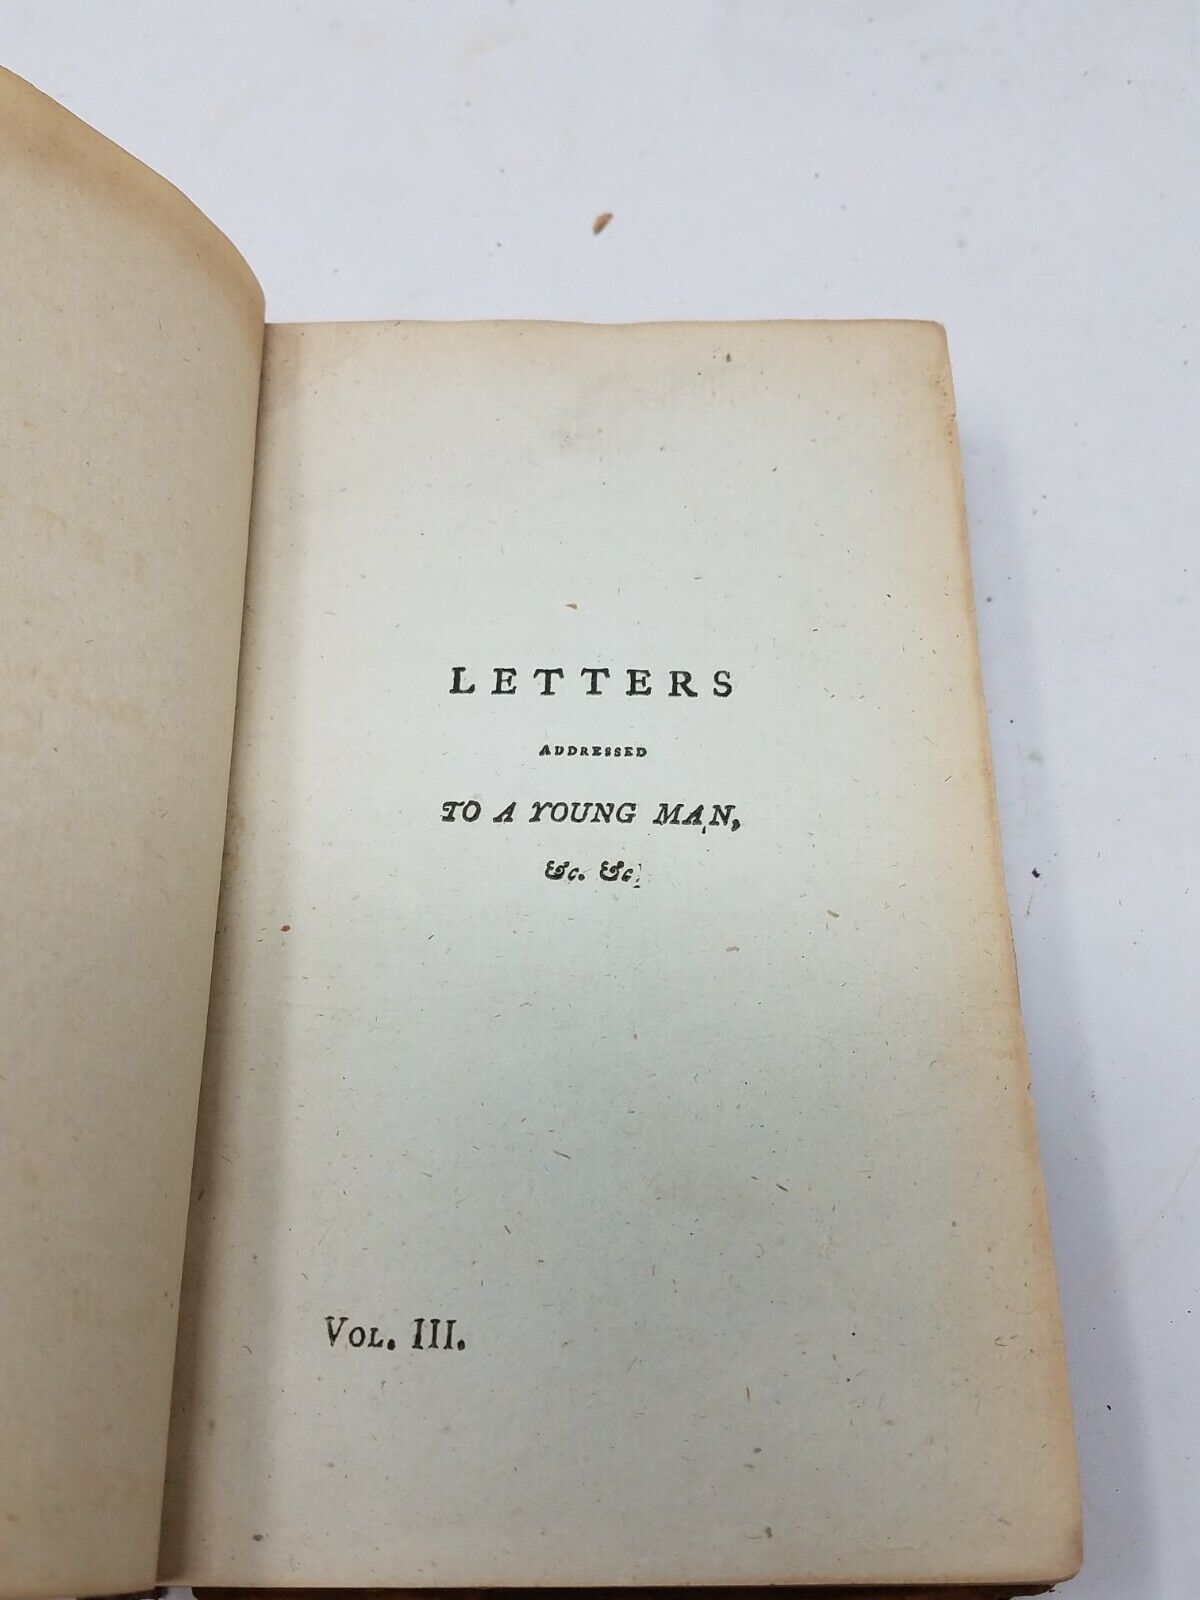 LETTERS
ADDRESSED
TO A YOUNG MAN,
&c. &c.
VOL. III.